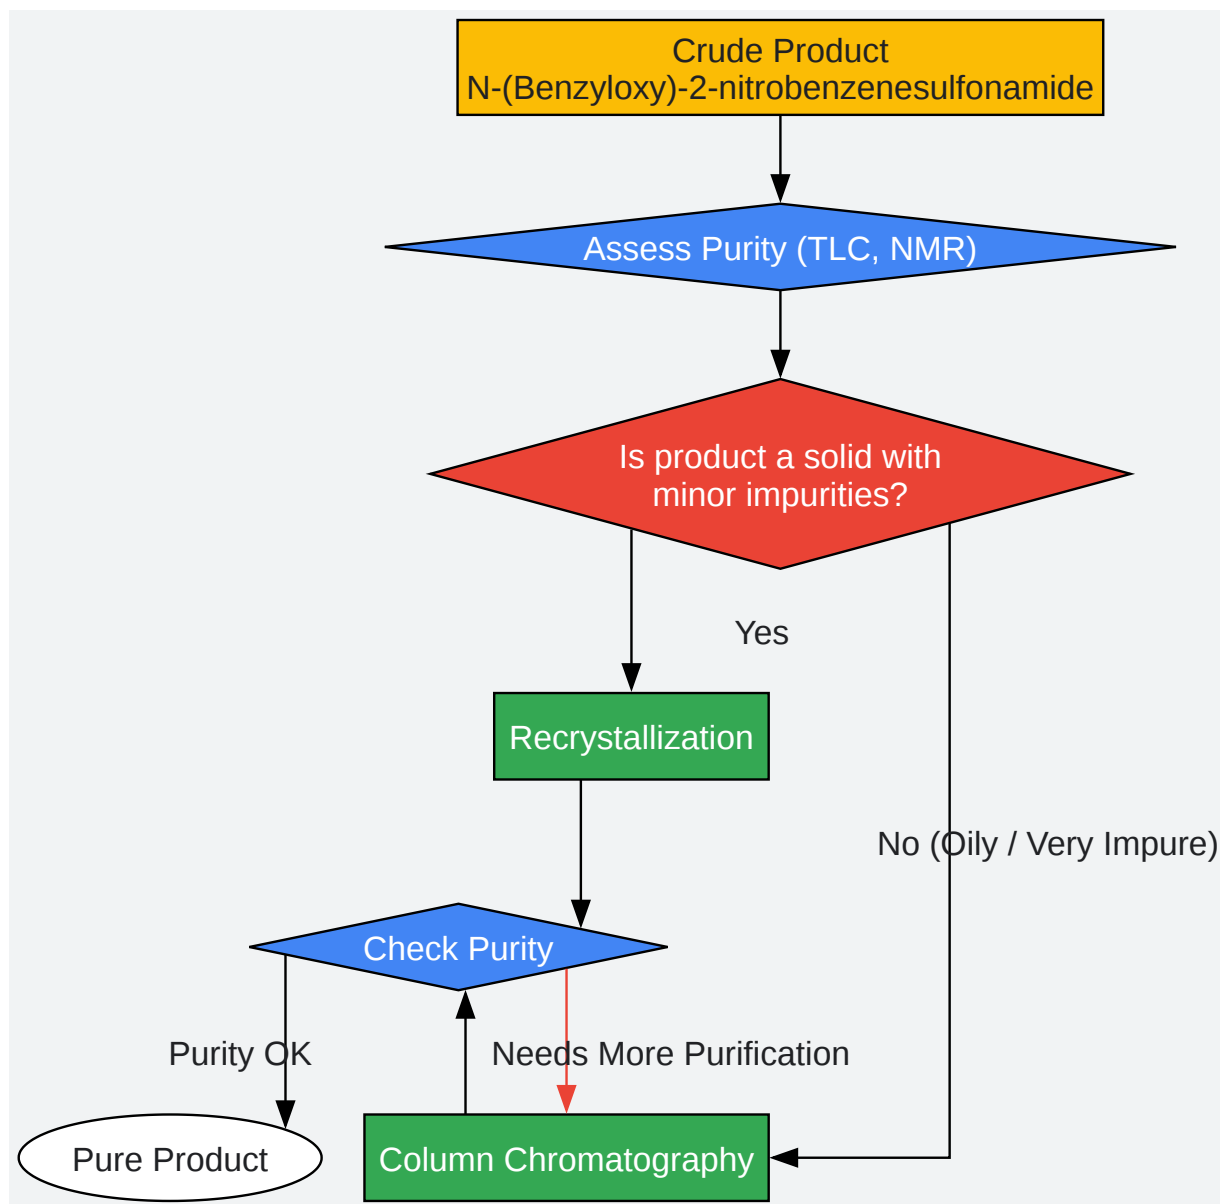 Crude Product
N-(Benzyloxy)-2-nitrobenzenesulfonamide
Assess Purity (TLC, NMR)
Is product a solid with
minor impurities?
Yes
Recrystallization
No (Oily / Very Impure)
Check Purity
Purity OK
Needs More Purification
Pure Product
Column Chromatography